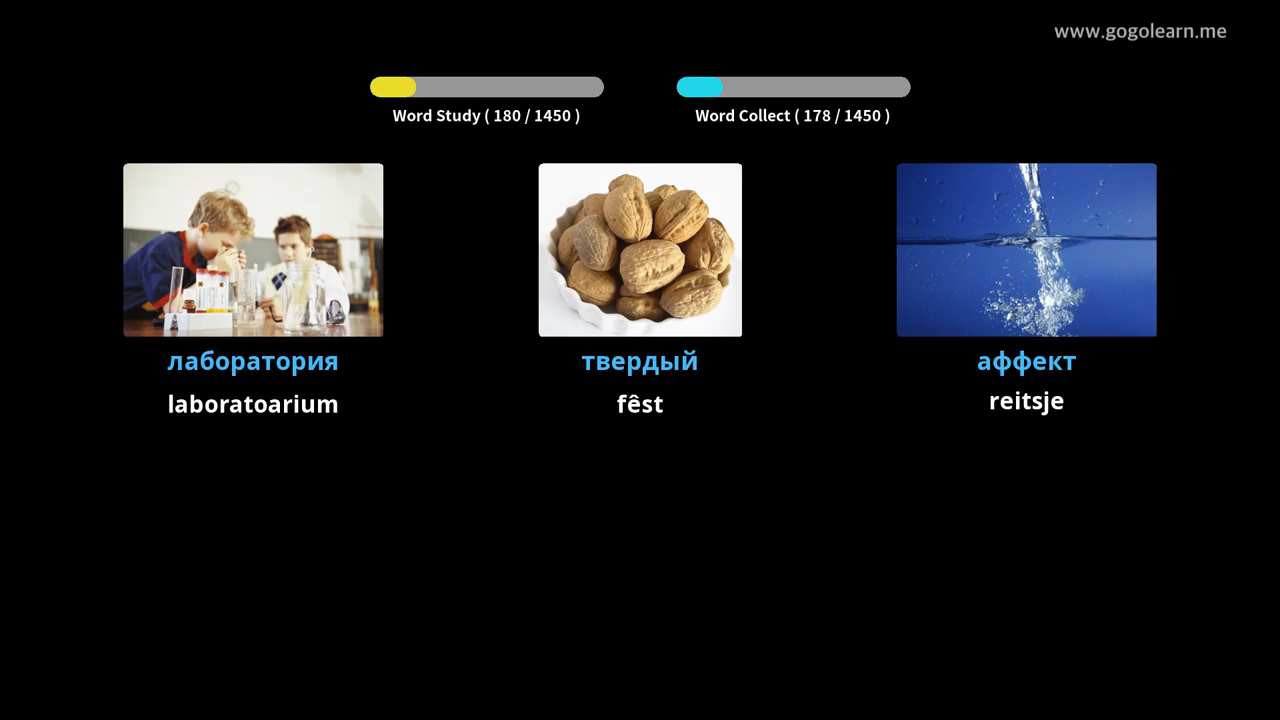 www.gogolearn.me
Word Study ( 180 / 1450 )
Word Collect ( 178 / 1450 )
лаборатория
твердый
аффект
laboratoarium
fêst
reitsje